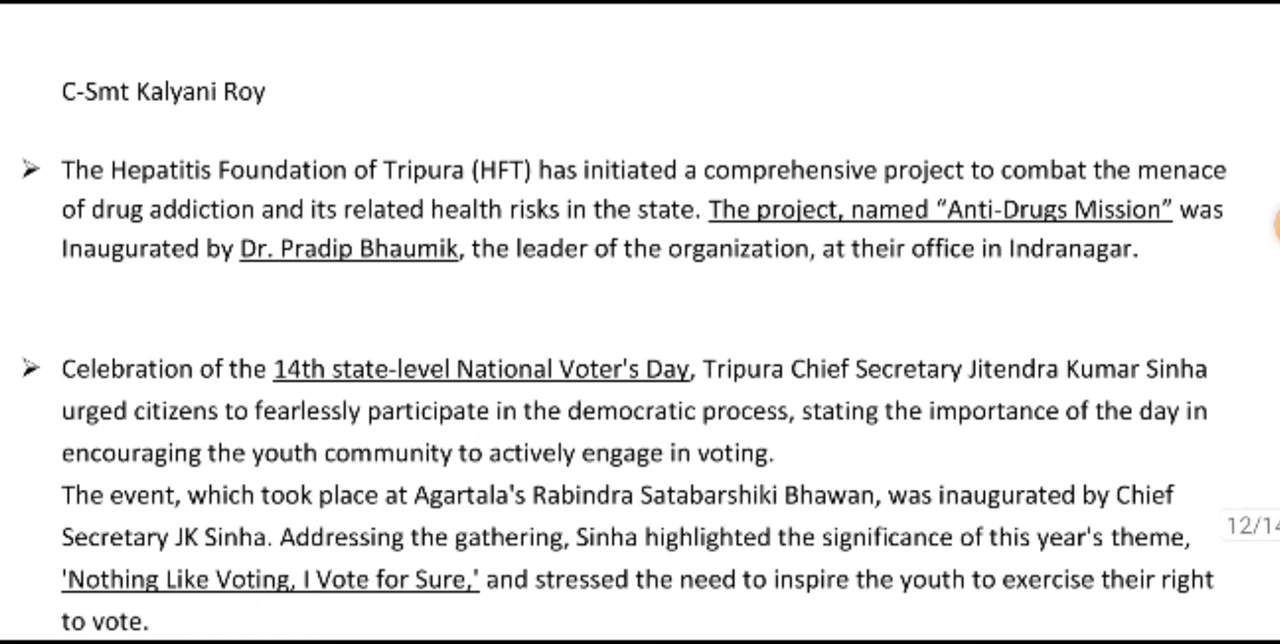 C-Smt Kalyani Roy
➢ The Hepatitis Foundation of Tripura (HFT) has initiated a comprehensive project to combat the menace
of drug addiction and its related health risks in the state. The project, named “Anti-Drugs Mission” was
Inaugurated by Dr. Pradip Bhaumik, the leader of the organization, at their office in Indranagar.
➢ Celebration of the 14th state-level National Voter's Day, Tripura Chief Secretary Jitendra Kumar Sinha
urged citizens to fearlessly participate in the democratic process, stating the importance of the day in
encouraging the youth community to actively engage in voting.
The event, which took place at Agartala's Rabindra Satabarshiki Bhawan, was inaugurated by Chief
Secretary JK Sinha. Addressing the gathering, Sinha highlighted the significance of this year's theme,
'Nothing Like Voting, I Vote for Sure,' and stressed the need to inspire the youth to exercise their right
to vote.
12/14